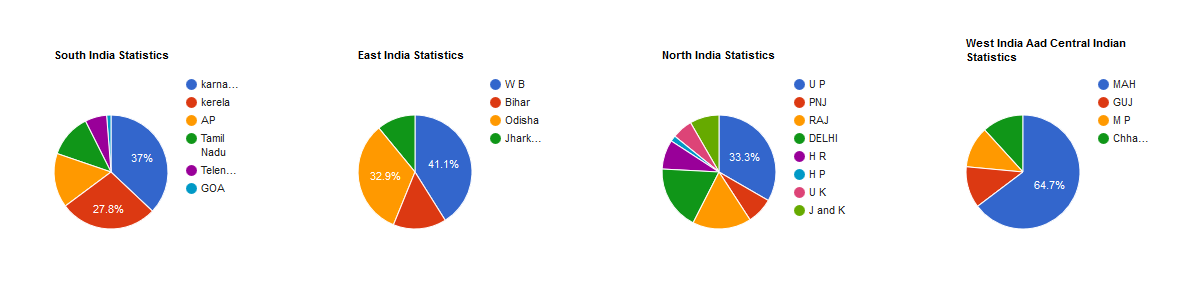 South India Statistics
karna...
kerela
AP
Tamil
Nadu
Telen...
GOA
37%
27.8%
East India Statistics
W B
Bihar
Odisha
Jhark...
41.1%
32.9%
North India Statistics
U P
PNJ
RAJ
DELHI
H R
H P
U K
J and K
33.3%
West India Aad Central Indian
Statistics
MAH
GUJ
M P
Chha...
64.7%